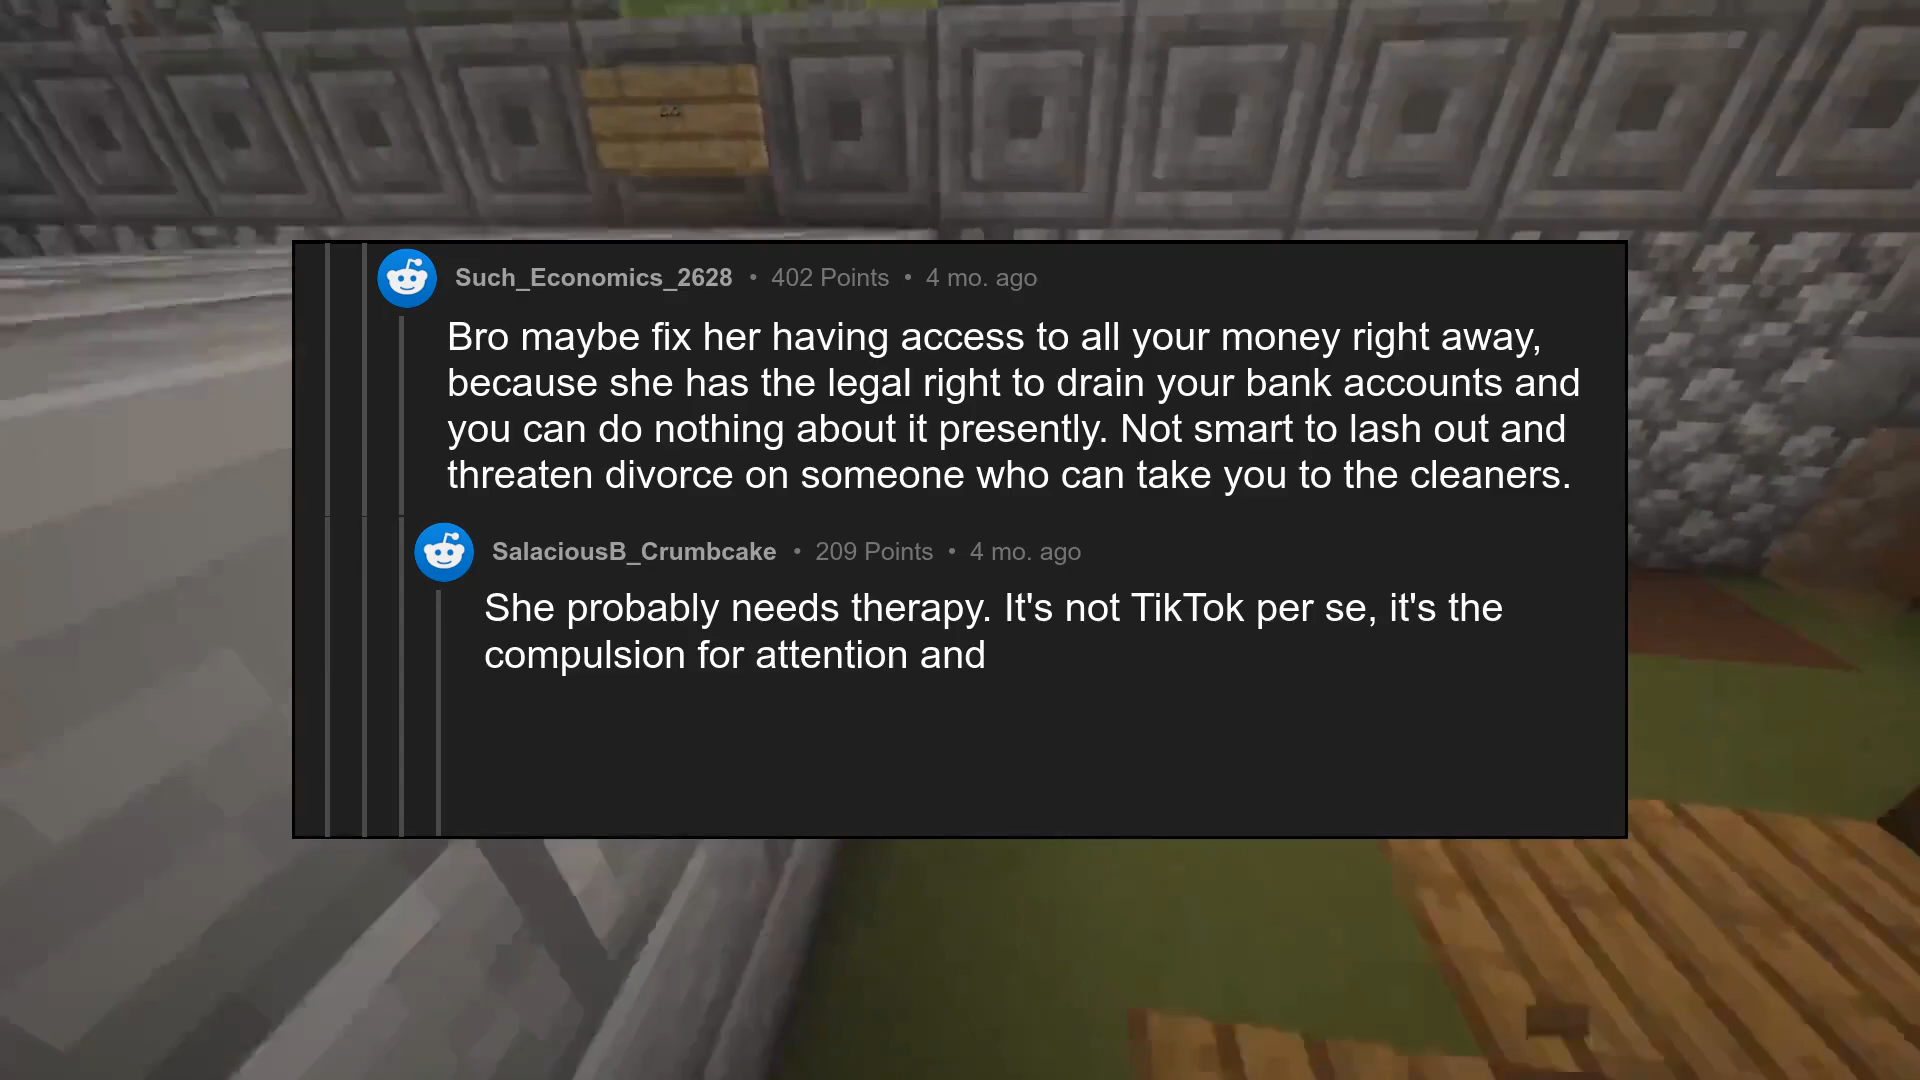 Such_Economics_2628 • 402 Points • 4 mo. ago
Bro maybe fix her having access to all your money right away,
because she has the legal right to drain your bank accounts and
you can do nothing about it presently. Not smart to lash out and
threaten divorce on someone who can take you to the cleaners.
SalaciousB_Crumbcake • 209 Points • 4 mo. ago
She probably needs therapy. It's not TikTok per se, it's the
compulsion for attention and